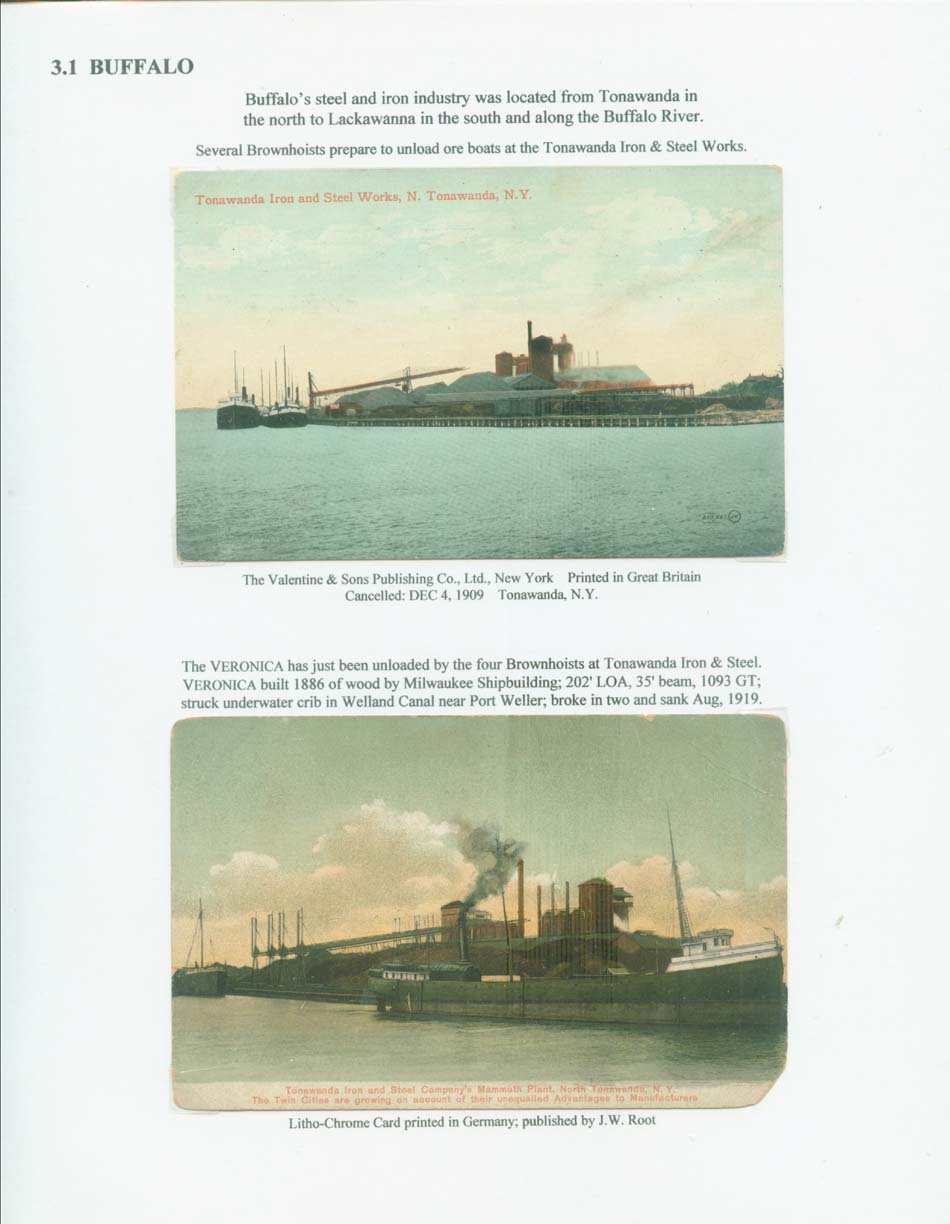 3.1 BUFFALO
Buffalo's steel and iron industry was located from Tonawanda in
the north to Lackawanna in the south and along the Buffalo River.
Several Brownhoists prepare to unload ore boats at the Tonawanda Iron & Steel Works.
Tonawanda Iron and Steel Works, N. Tonawanda, N.Y.
The Valentine & Sons Publishing Co., Ltd., New York Printed in Great Britain
Cancelled: DEC 4, 1909 Tonawanda, N.Y.
The VERONICA has just been unloaded by the four Brownhoists at Tonawanda Iron & Steel.
VERONICA built 1886 of wood by Milwaukee Shipbuilding; 202' LOA, 35' beam, 1093 GT;
struck underwater crib in Welland Canal near Port Weller; broke in two and sank Aug, 1919.
Tonawanda Iron and Steel Company's Mammoth Plant, North Tonawanda, N. Y.
The Twin Cities are growing on account of their unequalled Advantages to Manufacturers
Litho-Chrome Card printed in Germany; published by J.W. Root